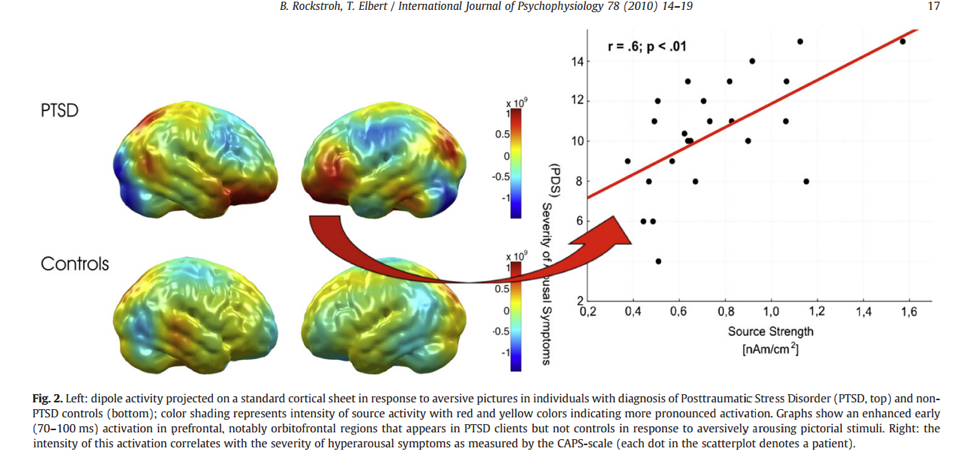 B. Rockstroh, T. Elbert / International Journal of Psychophysiology 78 (2010) 14–19
17
PTSD
x 10⁹
1
0.5
0
-0.5
-1
Controls
x 10⁹
1
0.5
0
-0.5
-1
r = .6; p < .01
14
12
10
8
6
4
2
0,2 0,4 0,6 0,8 1,0 1,2 1,4 1,6
(PDS)
Severity of Symptoms
Source Strength
[nAm/cm²]
Fig. 2. Left: dipole activity projected on a standard cortical sheet in response to aversive pictures in individuals with diagnosis of Posttraumatic Stress Disorder (PTSD, top) and non-
PTSD controls (bottom); color shading represents intensity of source activity with red and yellow colors indicating more pronounced activation. Graphs show an enhanced early
(70–100 ms) activation in prefrontal, notably orbitofrontal regions that appears in PTSD clients but not controls in response to aversively arousing pictorial stimuli. Right: the
intensity of this activation correlates with the severity of hyperarousal symptoms as measured by the CAPS-scale (each dot in the scatterplot denotes a patient).